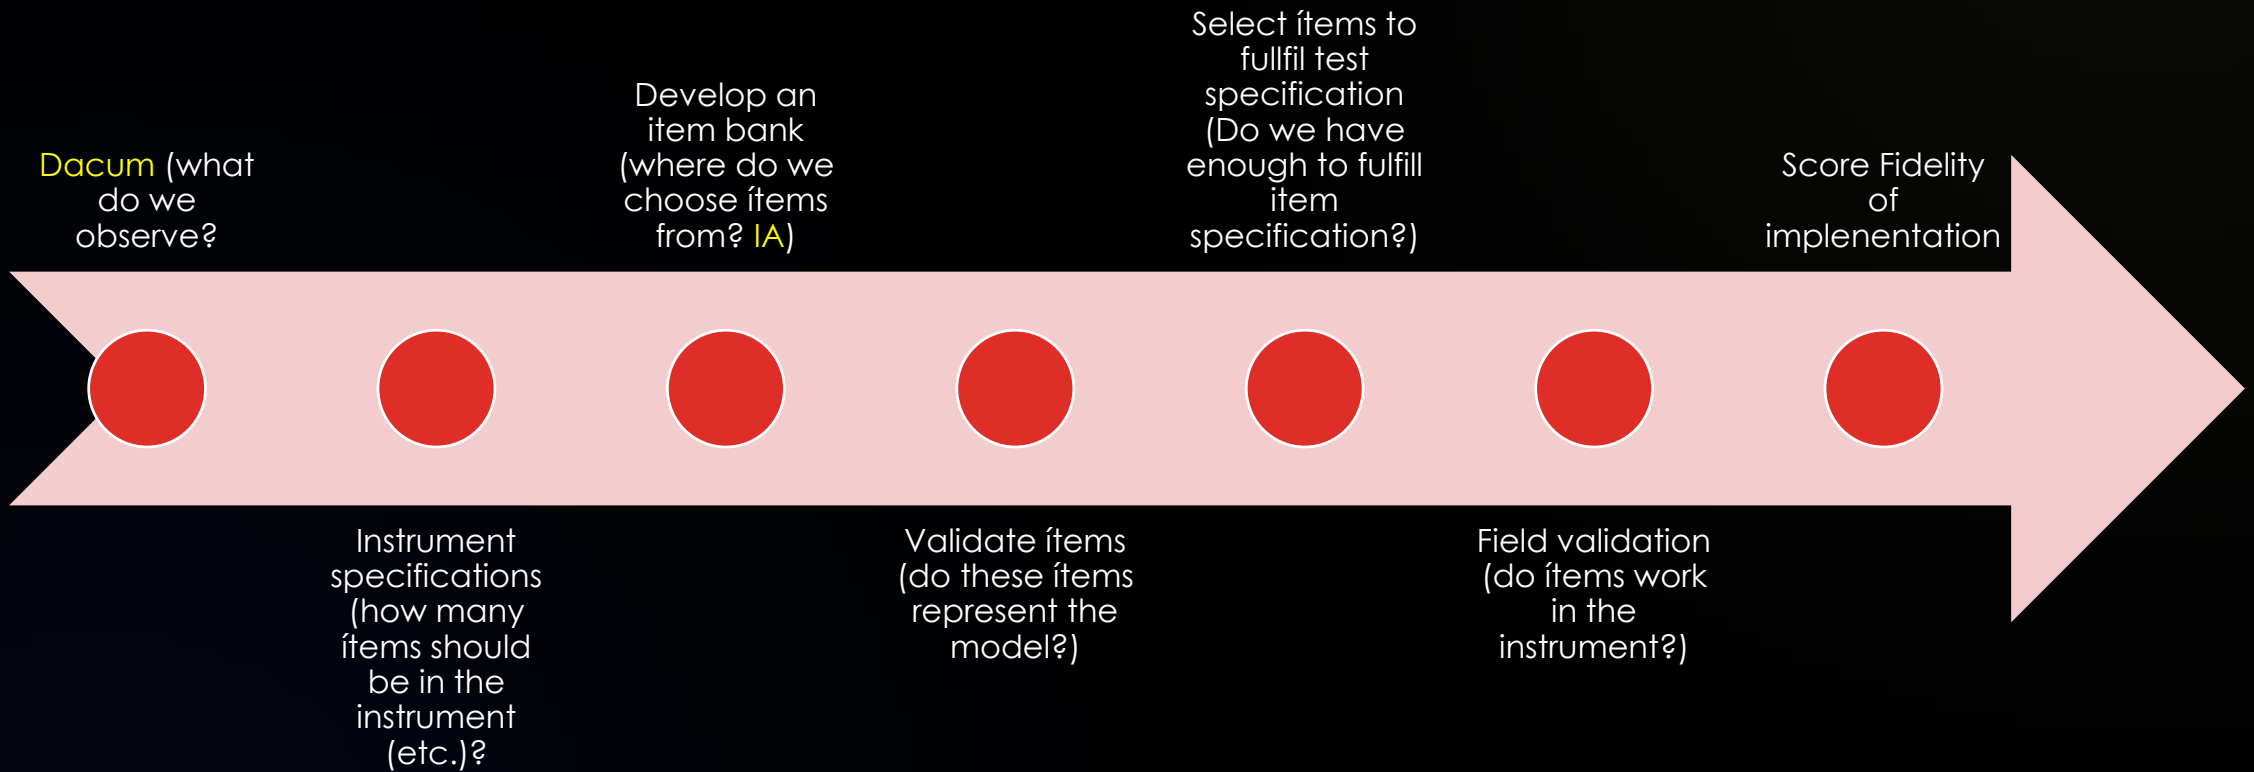 Dacum (what
do we
observe?
Instrument
specifications
(how many
ítems should
be in the
instrument
(etc.)?
Develop an
item bank
(where do we
choose ítems
from? IA)
Validate ítems
(do these ítems
represent the
model?)
Select ítems to
fullfil test
specification
(Do we have
enough to fulfill
item
specification?)
Field validation
(do ítems work
in the
instrument?)
Score Fidelity
of
implenentation